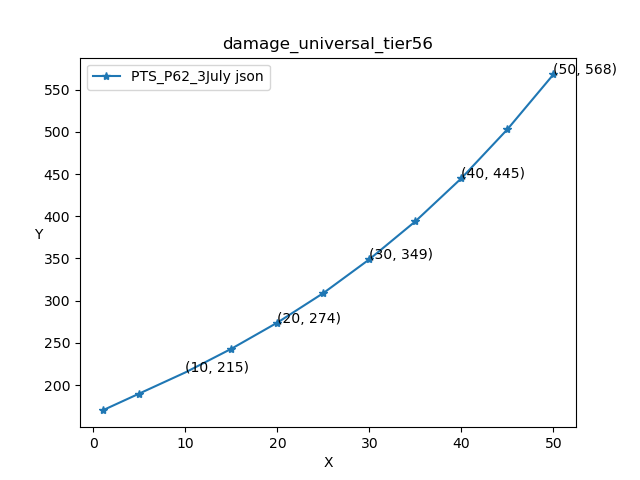 damage_universal_tier56
PTS_P62_3July json
(50, 568)
(40, 445)
(30, 349)
(20, 274)
(10, 215)
550
500
450
400
350
300
250
200
Y
0 10 20 30 40 50
X